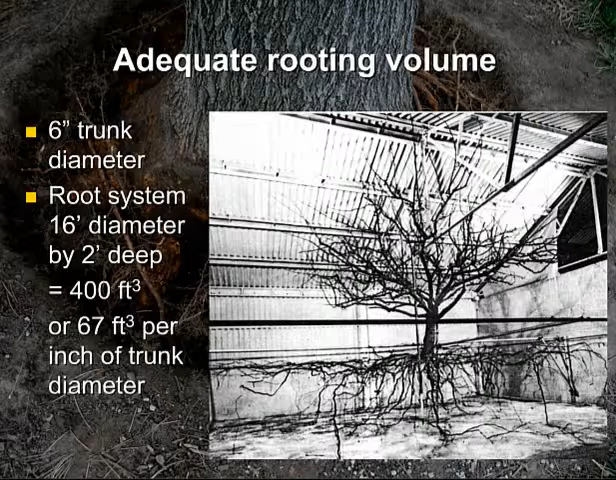 Adequate rooting volume
6” trunk
diameter
Root system
16’ diameter
by 2’ deep
= 400 ft³
or 67 ft³ per
inch of trunk
diameter